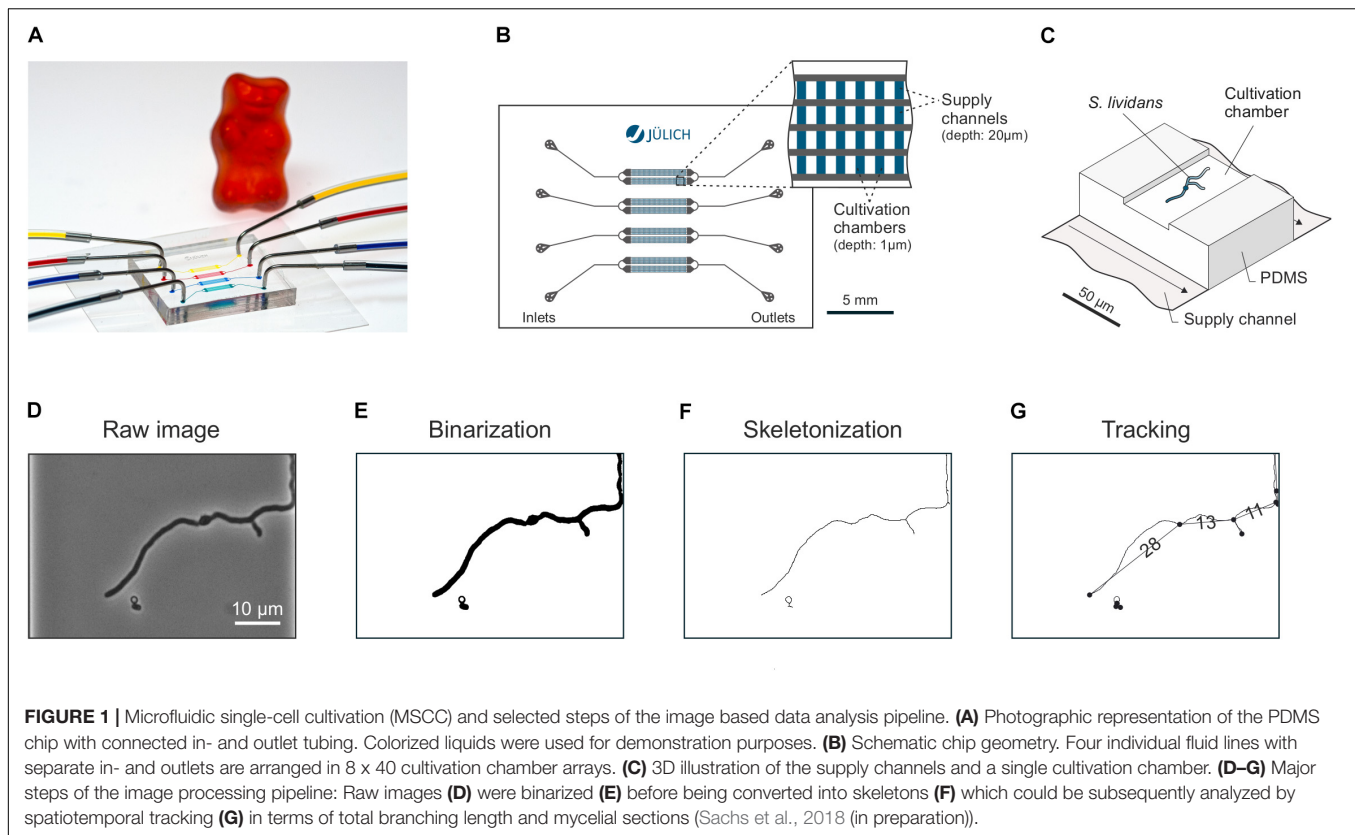 A
B
C
JÜLICH
Supply
channels
(depth: 20µm)
Cultivation
chambers
(depth: 1µm)
Inlets
Outlets
5 mm
S. lividans
Cultivation
chamber
PDMS
Supply channel
50 µm
D
Raw image
10 µm
E
Binarization
F
Skeletonization
G
Tracking
28
13
11
FIGURE 1 | Microfluidic single-cell cultivation (MSCC) and selected steps of the image based data analysis pipeline. (A) Photographic representation of the PDMS
chip with connected in- and outlet tubing. Colorized liquids were used for demonstration purposes. (B) Schematic chip geometry. Four individual fluid lines with
separate in- and outlets are arranged in 8 x 40 cultivation chamber arrays. (C) 3D illustration of the supply channels and a single cultivation chamber. (D–G) Major
steps of the image processing pipeline: Raw images (D) were binarized (E) before being converted into skeletons (F) which could be subsequently analyzed by
spatiotemporal tracking (G) in terms of total branching length and mycelial sections (Sachs et al., 2018 (in preparation)).